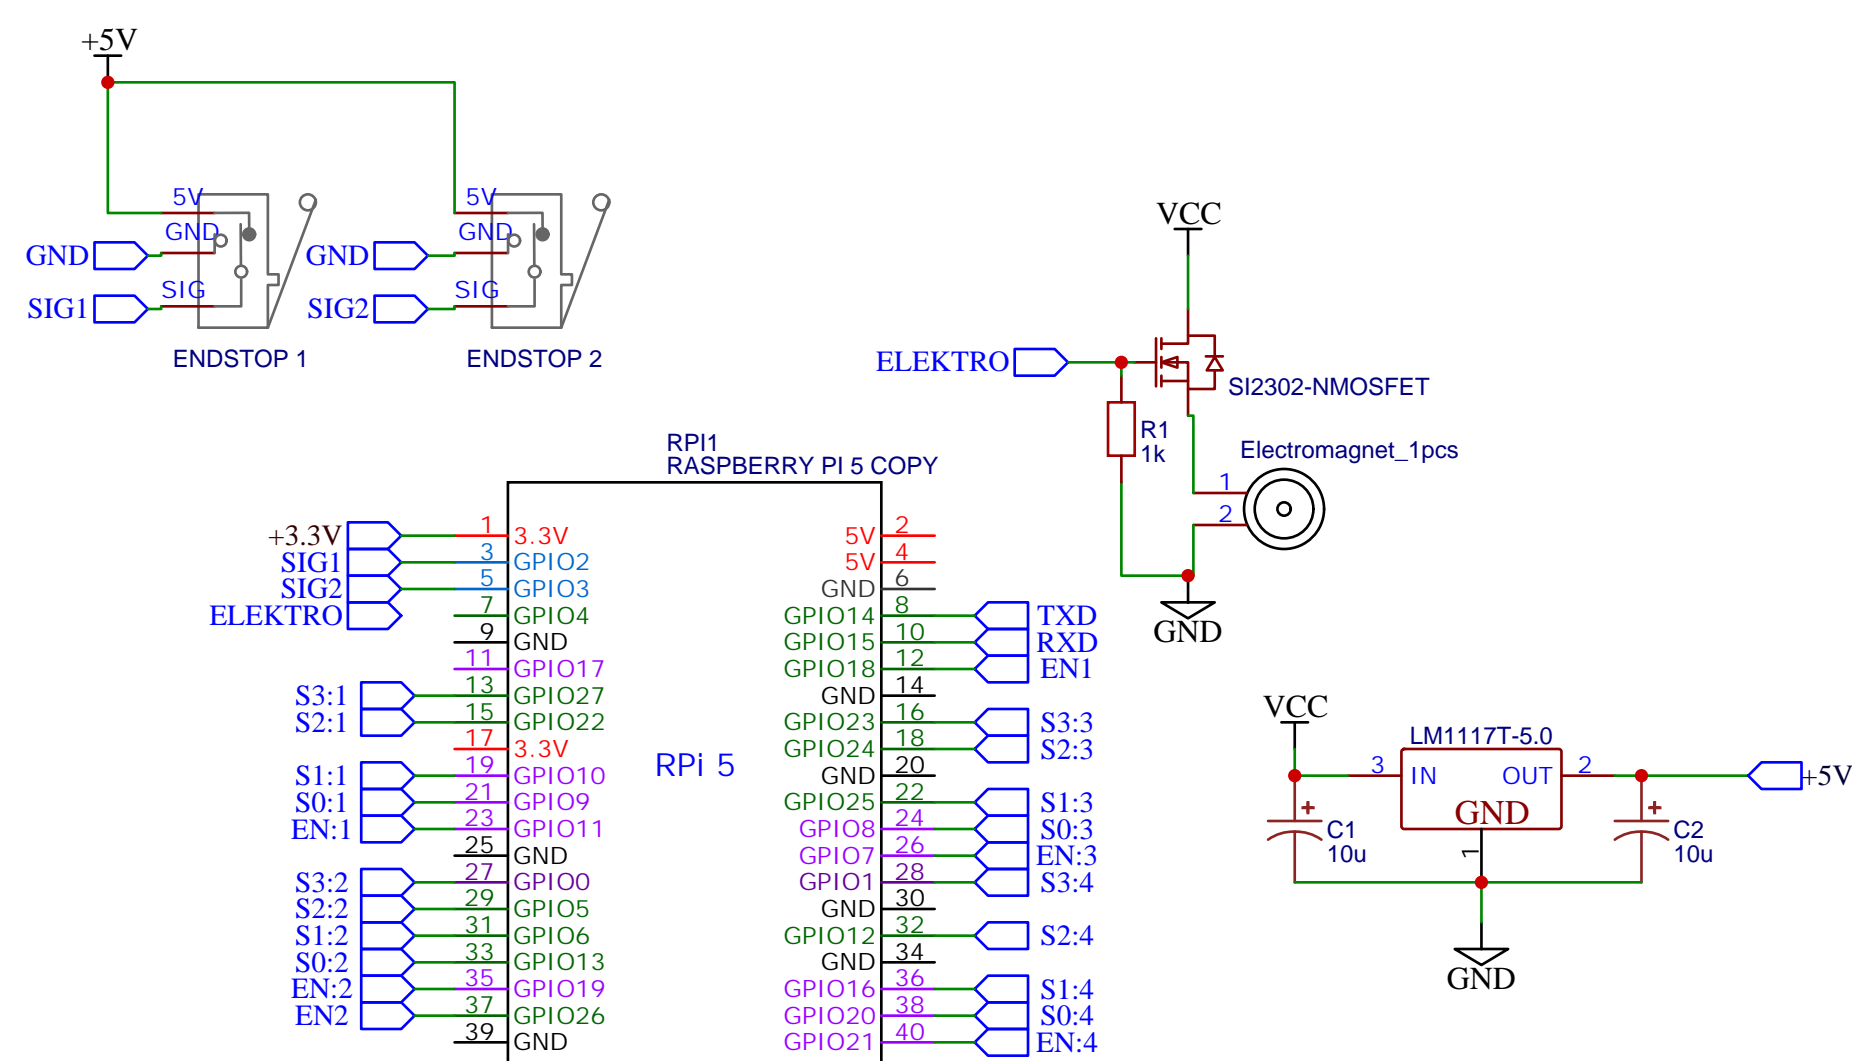 +5V
5V
GND
GND
SIG
SIG1
ENDSTOP 1
5V
GND
GND
SIG
SIG2
ENDSTOP 2
VCC
ELEKTRO
SI2302-NMOSFET
R1
1k
Electromagnet_1pcs
1
2
GND
RPI1
RASPBERRY PI 5 COPY
RPi 5
+3.3V 1 3.3V
SIG1 3 GPIO2
SIG2 5 GPIO3
ELEKTRO 7 GPIO4
9 GND
11 GPIO17
S3:1 13 GPIO27
S2:1 15 GPIO22
17 3.3V
S1:1 19 GPIO10
S0:1 21 GPIO9
EN:1 23 GPIO11
25 GND
S3:2 27 GPIO0
S2:2 29 GPIO5
S1:2 31 GPIO6
S0:2 33 GPIO13
EN:2 35 GPIO19
EN2 37 GPIO26
39 GND
5V 2
5V 4
GND 6
GPIO14 8 TXD
GPIO15 10 RXD
GPIO18 12 EN1
GND 14
GPIO23 16 S3:3
GPIO24 18 S2:3
GND 20
GPIO25 22 S1:3
GPIO8 24 S0:3
GPIO7 26 EN:3
GPIO1 28 S3:4
GND 30
GPIO12 32 S2:4
GND 34
GPIO16 36 S1:4
GPIO20 38 S0:4
GPIO21 40 EN:4
VCC
LM1117T-5.0
3 IN OUT 2
+5V
GND
1
+
C1
10u
+
C2
10u
GND